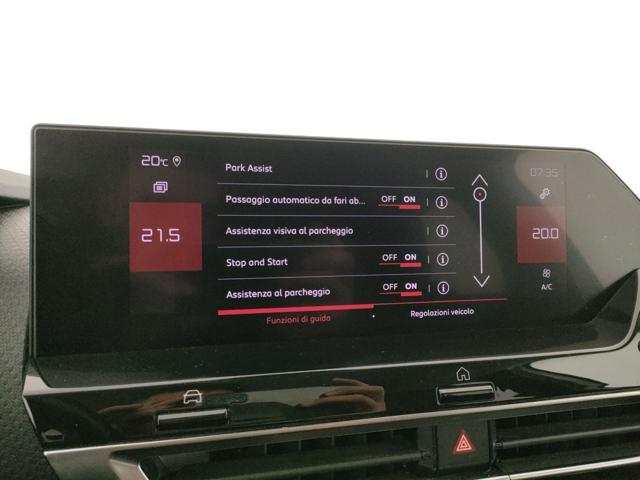 20°C
07:35
Park Assist
Passaggio automatico da fari ab... OFF ON
21.5
Assistenza visiva al parcheggio
20.0
Stop and Start OFF ON
A/C
Assistenza al parcheggio OFF ON
Funzioni di guida
Regolazioni veicolo